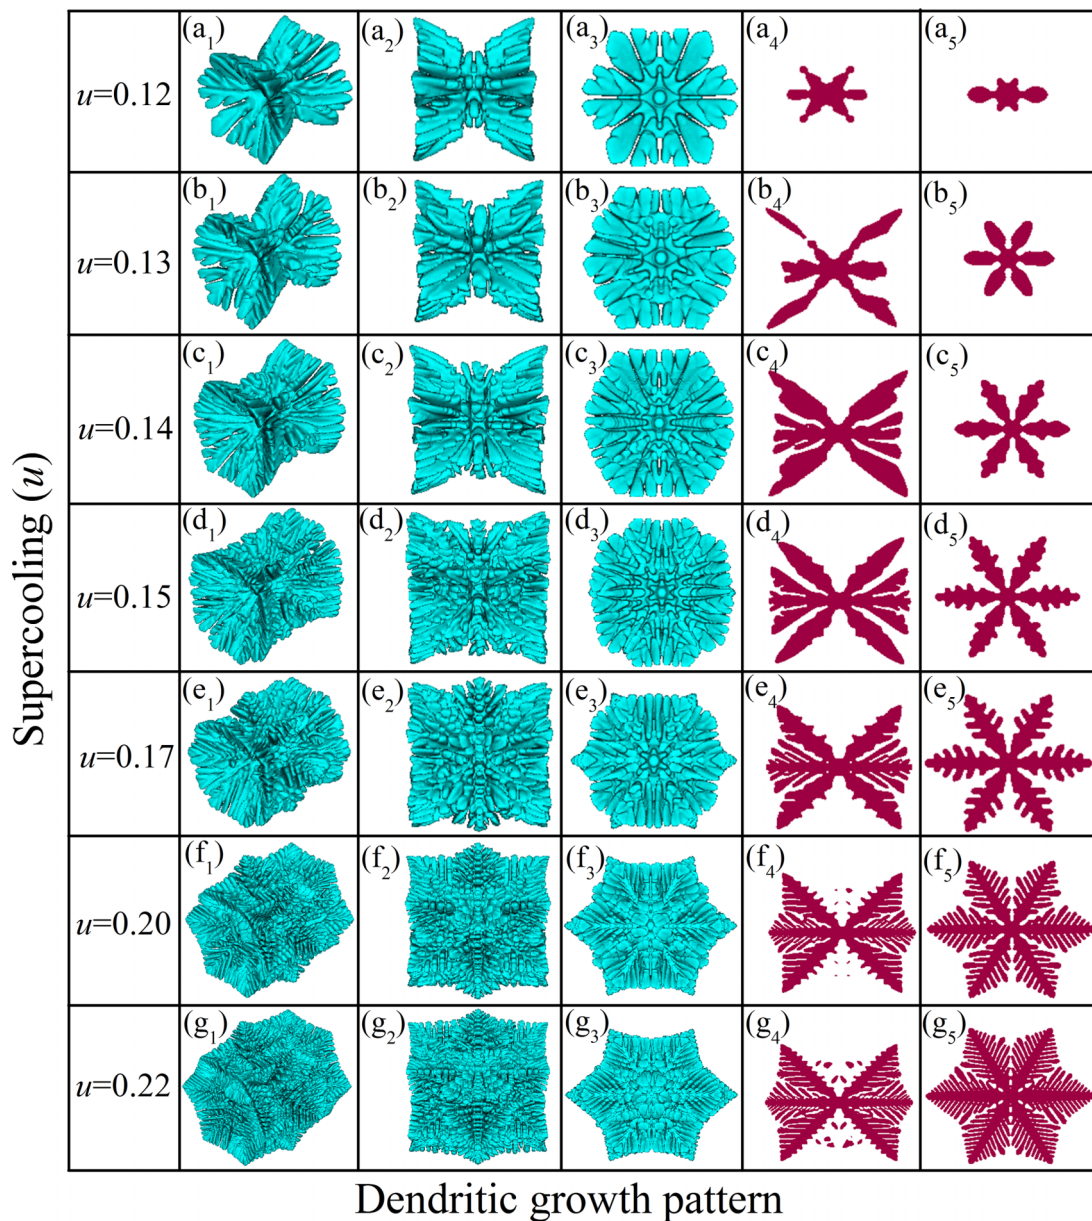 Supercooling (u)
u=0.12
(a1)
(a2)
(a3)
(a4)
(a5)
u=0.13
(b1)
(b2)
(b3)
(b4)
(b5)
u=0.14
(c1)
(c2)
(c3)
(c4)
(c5)
u=0.15
(d1)
(d2)
(d3)
(d4)
(d5)
u=0.17
(e1)
(e2)
(e3)
(e4)
(e5)
u=0.20
(f1)
(f2)
(f3)
(f4)
(f5)
u=0.22
(g1)
(g2)
(g3)
(g4)
(g5)
Dendritic growth pattern